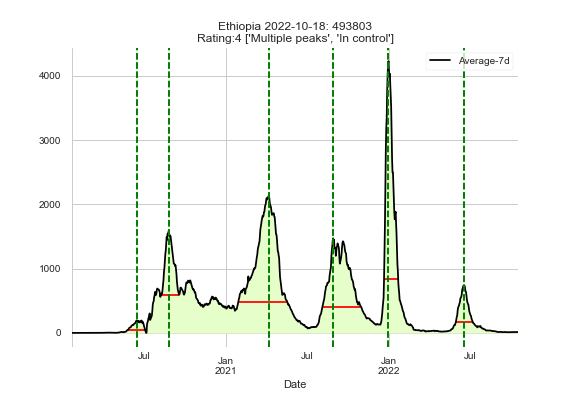 Ethiopia 2022-10-18: 493803
Rating:4 ['Multiple peaks', 'In control']
Average-7d
4000
3000
2000
1000
0
Jul
Jan
2021
Jul
Jan
2022
Jul
Date